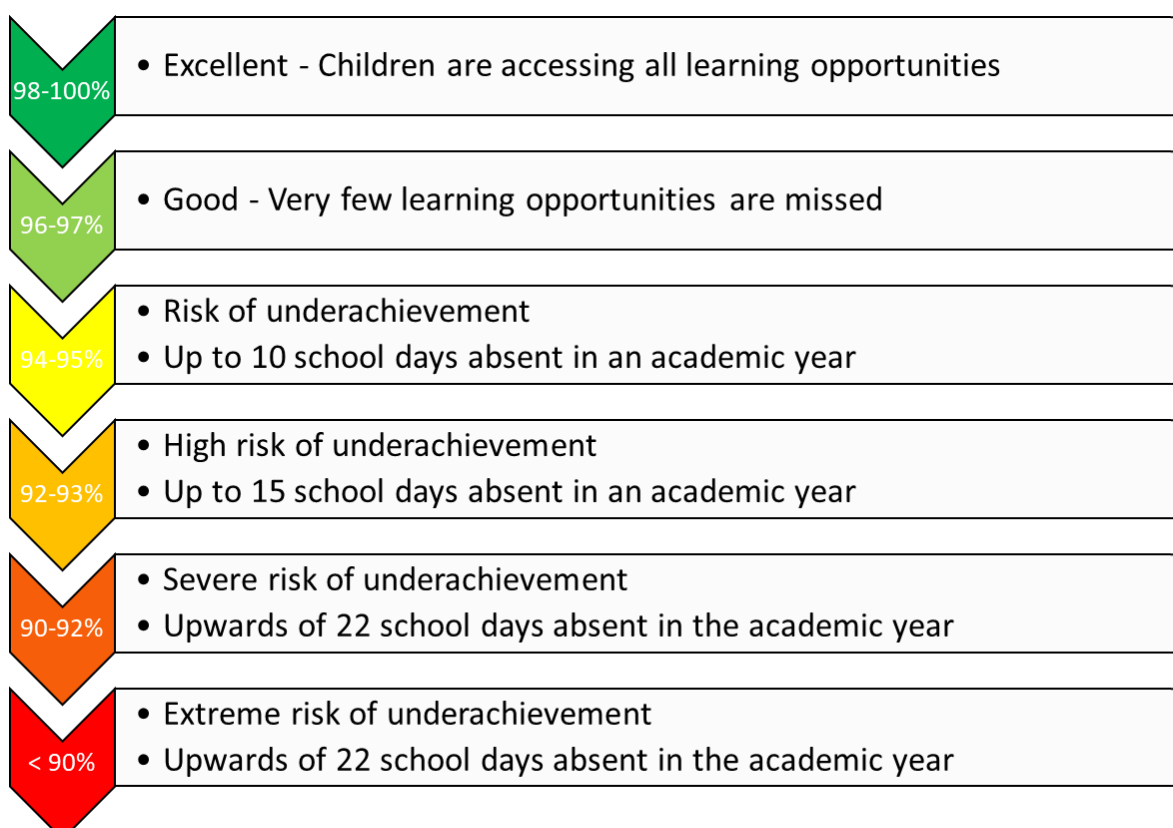 98-100%
• Excellent - Children are accessing all learning opportunities
96-97%
• Good - Very few learning opportunities are missed
94-95%
• Risk of underachievement
• Up to 10 school days absent in an academic year
92-93%
• High risk of underachievement
• Up to 15 school days absent in an academic year
90-92%
• Severe risk of underachievement
• Upwards of 22 school days absent in the academic year
< 90%
• Extreme risk of underachievement
• Upwards of 22 school days absent in the academic year